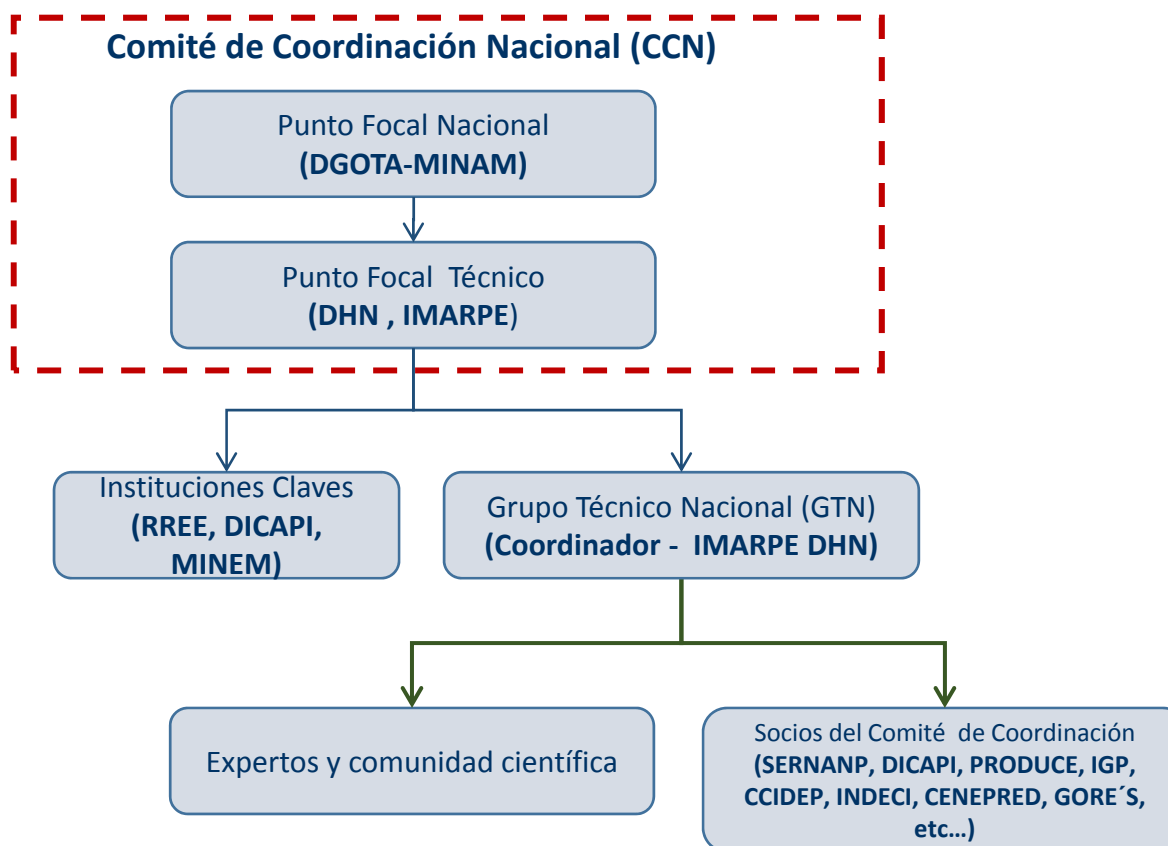 Comité de Coordinación Nacional (CCN)
Punto Focal Nacional
(DGOTA-MINAM)
Punto Focal  Técnico
(DHN , IMARPE)
Instituciones Claves
(RREE, DICAPI,
MINEM)
Grupo Técnico Nacional (GTN)
(Coordinador -  IMARPE DHN)
Expertos y comunidad científica
Socios del Comité  de Coordinación
(SERNANP, DICAPI, PRODUCE, IGP,
CCIDEP, INDECI, CENEPRED, GORE´S,
etc...)